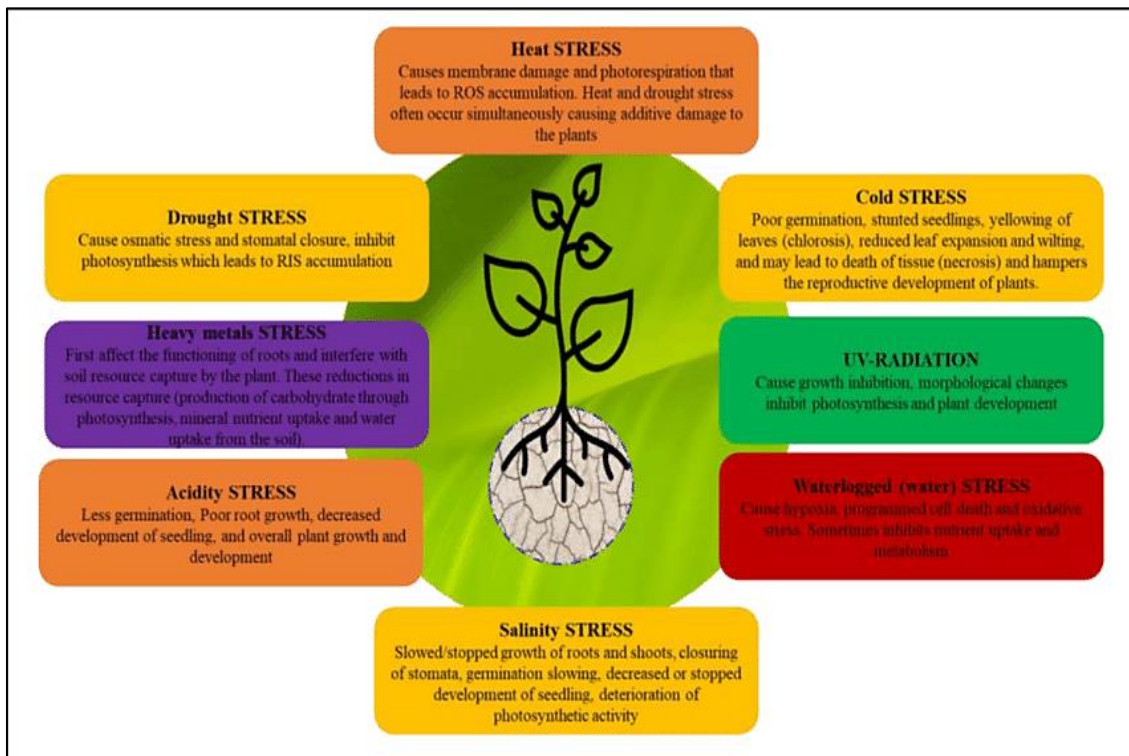 Heat STRESS
Causes membrane damage and photorespiration that
leads to ROS accumulation. Heat and drought stress
often occur simultaneously causing additive damage to
the plants
Drought STRESS
Cause osmatic stress and stomatal closure, inhibit
photosynthesis which leads to RIS accumulation
Cold STRESS
Poor germination, stunted seedlings, yellowing of
leaves (chlorosis), reduced leaf expansion and wilting,
and may lead to death of tissue (necrosis) and hampers
the reproductive development of plants.
Heavy metals STRESS
First affect the functioning of roots and interfere with
soil resource capture by the plant. These reductions in
resource capture (production of carbohydrate through
photosynthesis, mineral nutrient uptake and water
uptake from the soil).
UV-RADIATION
Cause growth inhibition, morphological changes
inhibit photosynthesis and plant development
Acidity STRESS
Less germination, Poor root growth, decreased
development of seedling, and overall plant growth and
development
Waterlogged (water) STRESS
Cause hypoxia, programmed cell death and oxidative
stress. Sometimes inhibits nutrient uptake and
metabolism
Salinity STRESS
Slowed/stopped growth of roots and shoots, closuring
of stomata, germination slowing, decreased or stopped
development of seedling, deterioration of
photosynthetic activity